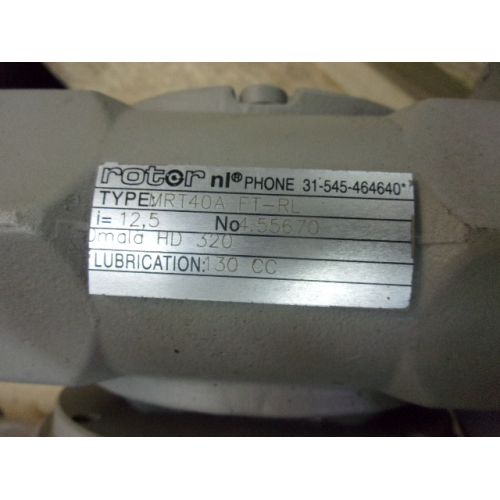 rotor nl® PHONE 31-545-464640*
TYPE: MRT40A FT-RL
i= 12,5 No 4.55670
Omala HD 320
LUBRICATION: 130 CC